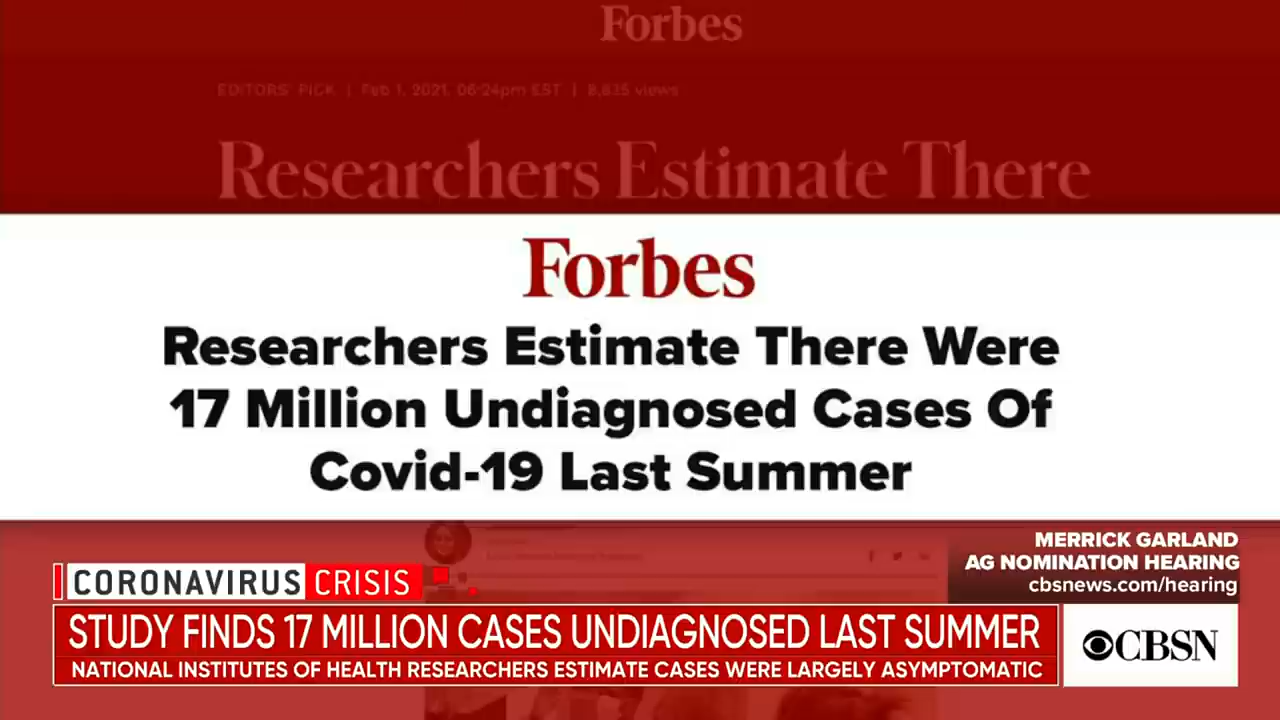 Forbes
EDITORS' PICK | Feb 1, 2021, 06:24pm EST | 8,835 views
Researchers Estimate There
Forbes
Researchers Estimate There Were
17 Million Undiagnosed Cases Of
Covid-19 Last Summer
MERRICK GARLAND
AG NOMINATION HEARING
cbsnews.com/hearing
CORONAVIRUS CRISIS
STUDY FINDS 17 MILLION CASES UNDIAGNOSED LAST SUMMER
NATIONAL INSTITUTES OF HEALTH RESEARCHERS ESTIMATE CASES WERE LARGELY ASYMPTOMATIC
CBSN